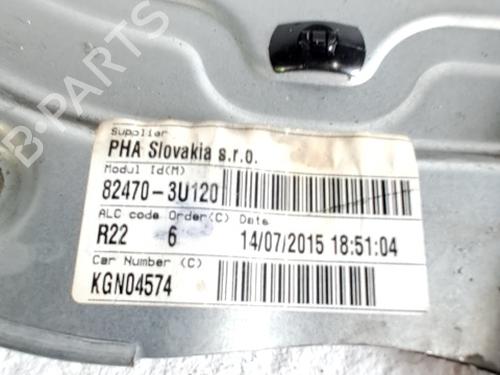 B-PARTS
Supplier
PHA Slovakia s.r.o.
Modul Id(M)
82470-3U120
ALC code Order(C) Date
R22 6 14/07/2015 18:51:04
Car Number (C)
KGN04574